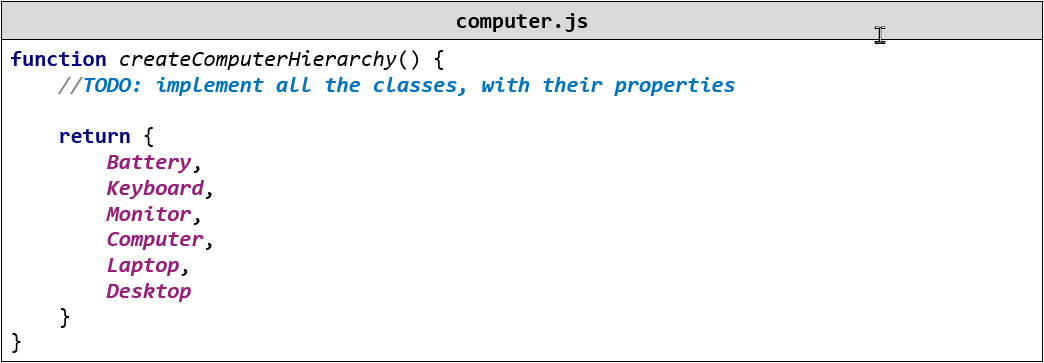 computer.js
function createComputerHierarchy() {
    //TODO: implement all the classes, with their properties
    return {
        Battery,
        Keyboard,
        Monitor,
        Computer,
        Laptop,
        Desktop
    }
}